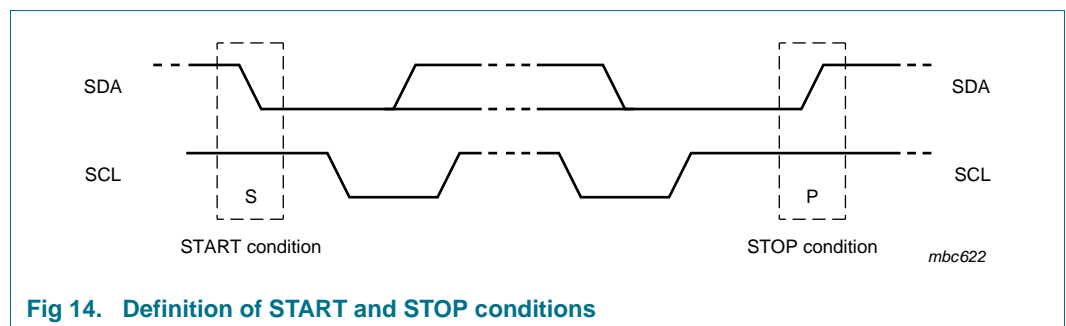 SDA SDA
SCL SCL
S P
START condition STOP condition
mbc622
Fig 14. Definition of START and STOP conditions